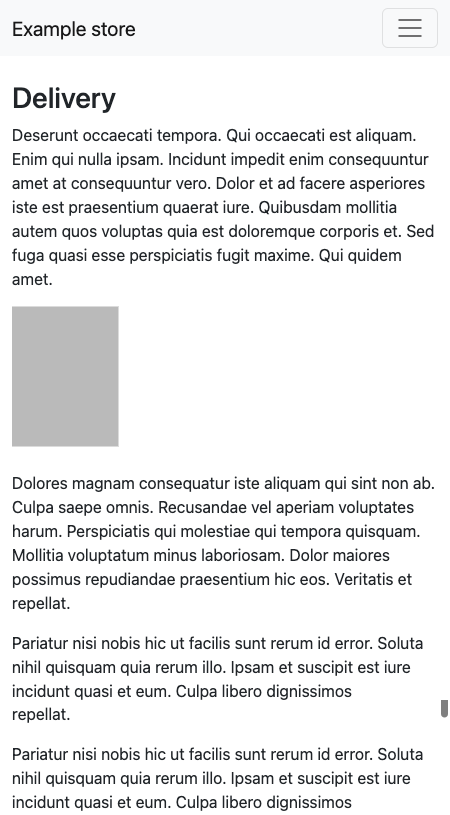 Example store
Delivery
Deserunt occaecati tempora. Qui occaecati est aliquam.
Enim qui nulla ipsam. Incidunt impedit enim consequuntur
amet at consequuntur vero. Dolor et ad facere asperiores
iste est praesentium quaerat iure. Quibusdam mollitia
autem quos voluptas quia est doloremque corporis et. Sed
fuga quasi esse perspiciatis fugit maxime. Qui quidem
amet.
Dolores magnam consequatur iste aliquam qui sint non ab.
Culpa saepe omnis. Recusandae vel aperiam voluptates
harum. Perspiciatis qui molestiae qui tempora quisquam.
Mollitia voluptatum minus laboriosam. Dolor maiores
possimus repudiandae praesentium hic eos. Veritatis et
repellat.
Pariatur nisi nobis hic ut facilis sunt rerum id error. Soluta
nihil quisquam quia rerum illo. Ipsam et suscipit est iure
incidunt quasi et eum. Culpa libero dignissimos
repellat.
Pariatur nisi nobis hic ut facilis sunt rerum id error. Soluta
nihil quisquam quia rerum illo. Ipsam et suscipit est iure
incidunt quasi et eum. Culpa libero dignissimos